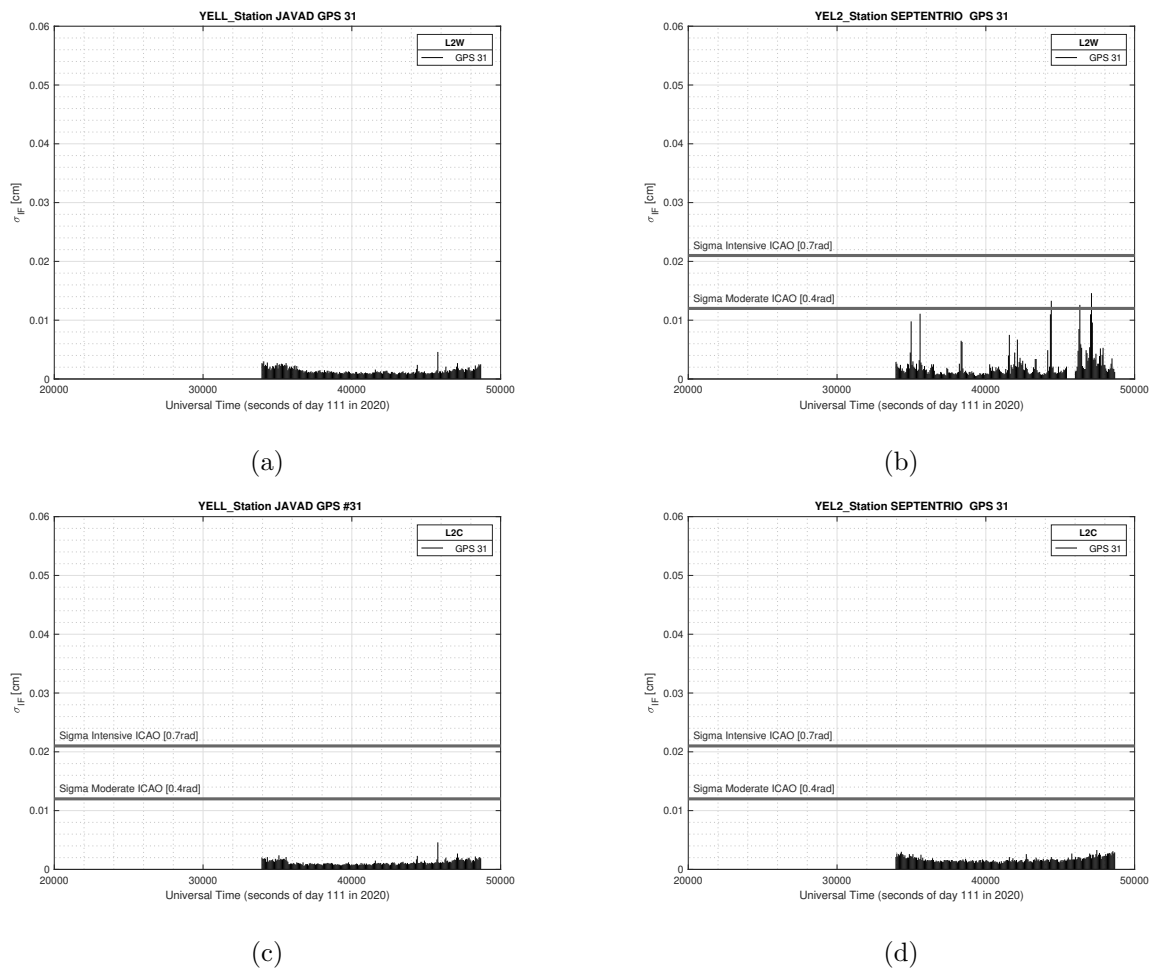 YELL_Station JAVAD GPS 31
0.06
0.05
0.04
0.03
0.02
0.01
0
σIF [cm]
L2W
GPS 31
20000 30000 40000 50000
Universal Time (seconds of day 111 in 2020)
(a)
YEL2_Station SEPTENTRIO  GPS 31
0.06
0.05
0.04
0.03
0.02
0.01
0
σIF [cm]
L2W
GPS 31
Sigma Intensive ICAO [0.7rad]
Sigma Moderate ICAO [0.4rad]
20000 30000 40000 50000
Universal Time (seconds of day 111 in 2020)
(b)
YELL_Station JAVAD GPS #31
0.06
0.05
0.04
0.03
0.02
0.01
0
σIF [cm]
L2C
GPS 31
Sigma Intensive ICAO [0.7rad]
Sigma Moderate ICAO [0.4rad]
20000 30000 40000 50000
Universal Time (seconds of day 111 in 2020)
(c)
YEL2_Station SEPTENTRIO  GPS 31
0.06
0.05
0.04
0.03
0.02
0.01
0
σIF [cm]
L2C
GPS 31
Sigma Intensive ICAO [0.7rad]
Sigma Moderate ICAO [0.4rad]
20000 30000 40000 50000
Universal Time (seconds of day 111 in 2020)
(d)